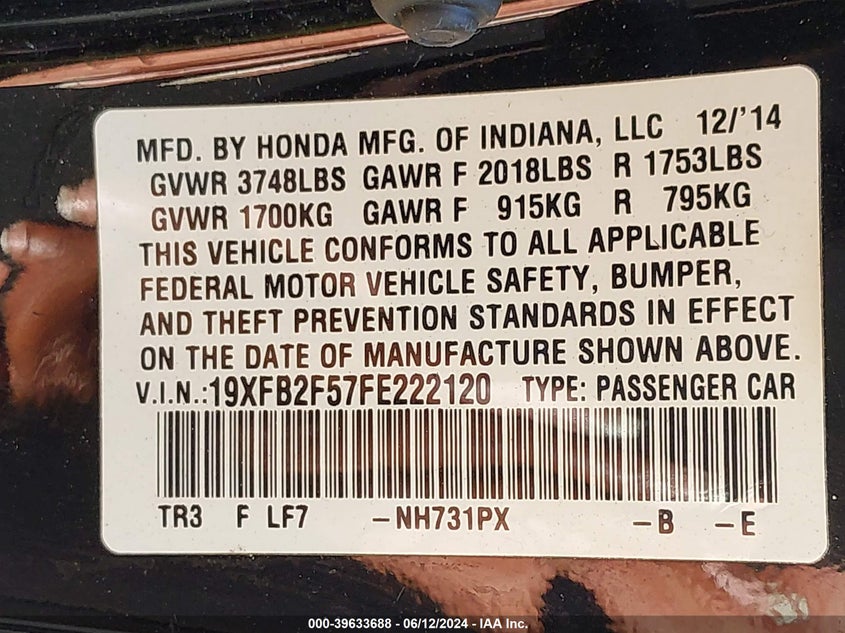 MFD. BY HONDA MFG. OF INDIANA, LLC 12/'14
GVWR 3748LBS GAWR F 2018LBS R 1753LBS
GVWR 1700KG GAWR F 915KG R 795KG
THIS VEHICLE CONFORMS TO ALL APPLICABLE
FEDERAL MOTOR VEHICLE SAFETY, BUMPER,
AND THEFT PREVENTION STANDARDS IN EFFECT
ON THE DATE OF MANUFACTURE SHOWN ABOVE.
V.I.N.:19XFB2F57FE222120 TYPE: PASSENGER CAR
TR3 F LF7 -NH731PX -B -E
000-39633688 - 06/12/2024 - IAA Inc.